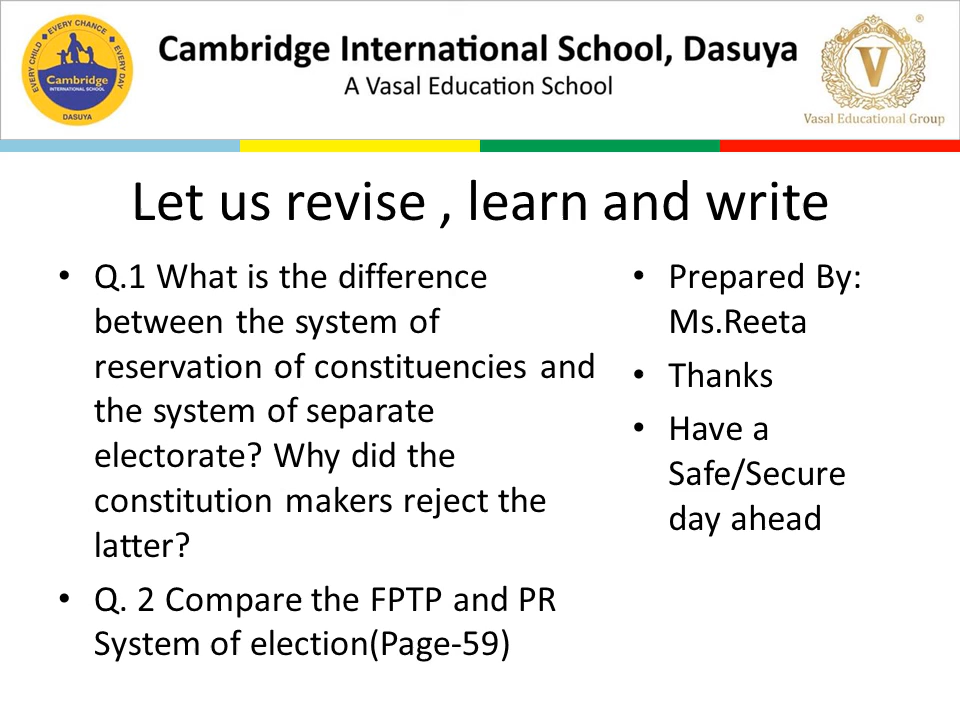 EVERY CHILD • EVERY CHANCE • EVERY DAY
Cambridge
INTERNATIONAL SCHOOL
DASUYA
Cambridge International School, Dasuya
A Vasal Education School
®
V
Vasal Educational Group
Let us revise , learn and write
• Q.1 What is the difference
between the system of
reservation of constituencies and
the system of separate
electorate? Why did the
constitution makers reject the
latter?
• Q. 2 Compare the FPTP and PR
System of election(Page-59)
• Prepared By:
Ms.Reeta
• Thanks
• Have a
Safe/Secure
day ahead